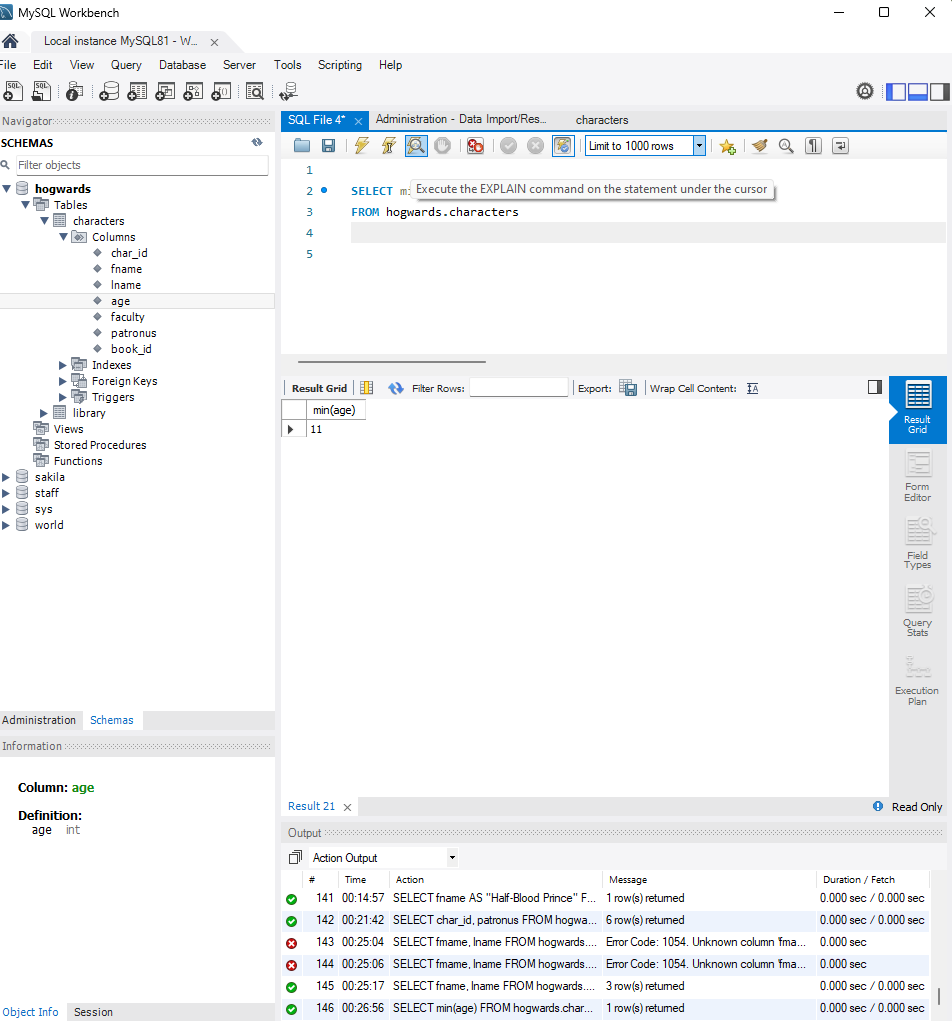 MySQL Workbench
Local instance MySQL81 - W...
File Edit View Query Database Server Tools Scripting Help
Navigator
SCHEMAS
Filter objects
hogwards
Tables
characters
Columns
char_id
fname
lname
age
faculty
patronus
book_id
Indexes
Foreign Keys
Triggers
library
Views
Stored Procedures
Functions
sakila
staff
sys
world
Administration Schemas
Information
Column: age
Definition:
age int
Object Info Session
SQL File 4* Administration - Data Import/Res... characters
Limit to 1000 rows
1
2 SELECT mi
Execute the EXPLAIN command on the statement under the cursor
3 FROM hogwards.characters
4
5
Result Grid Filter Rows: Export: Wrap Cell Content:
min(age)
11
Result Grid
Form Editor
Field Types
Query Stats
Execution Plan
Result 21 Read Only
Output
Action Output
# Time Action Message Duration / Fetch
141 00:14:57 SELECT fname AS "Half-Blood Prince" F... 1 row(s) returned 0.000 sec / 0.000 sec
142 00:21:42 SELECT char_id, patronus FROM hogwa... 6 row(s) returned 0.000 sec / 0.000 sec
143 00:25:04 SELECT fmame, lname FROM hogwards.... Error Code: 1054. Unknown column 'fma... 0.000 sec
144 00:25:06 SELECT fmame, lname FROM hogwards.... Error Code: 1054. Unknown column 'fma... 0.000 sec
145 00:25:17 SELECT fname, lname FROM hogwards.... 3 row(s) returned 0.000 sec / 0.000 sec
146 00:26:56 SELECT min(age) FROM hogwards.char... 1 row(s) returned 0.000 sec / 0.000 sec